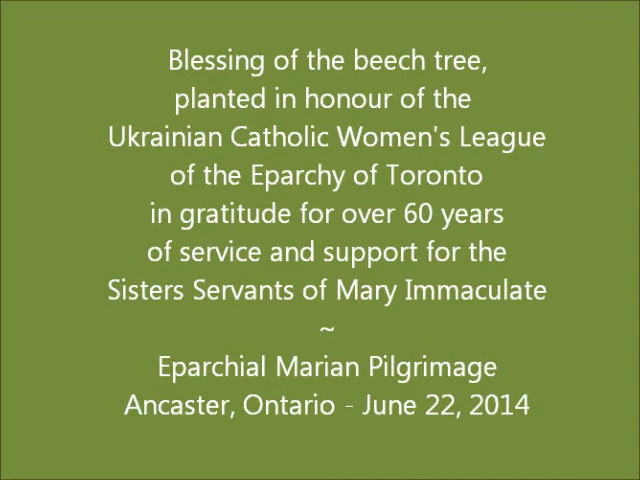 Blessing of the beech tree,
planted in honour of the
Ukrainian Catholic Women's League
of the Eparchy of Toronto
in gratitude for over 60 years
of service and support for the
Sisters Servants of Mary Immaculate
~
Eparchial Marian Pilgrimage
Ancaster, Ontario - June 22, 2014